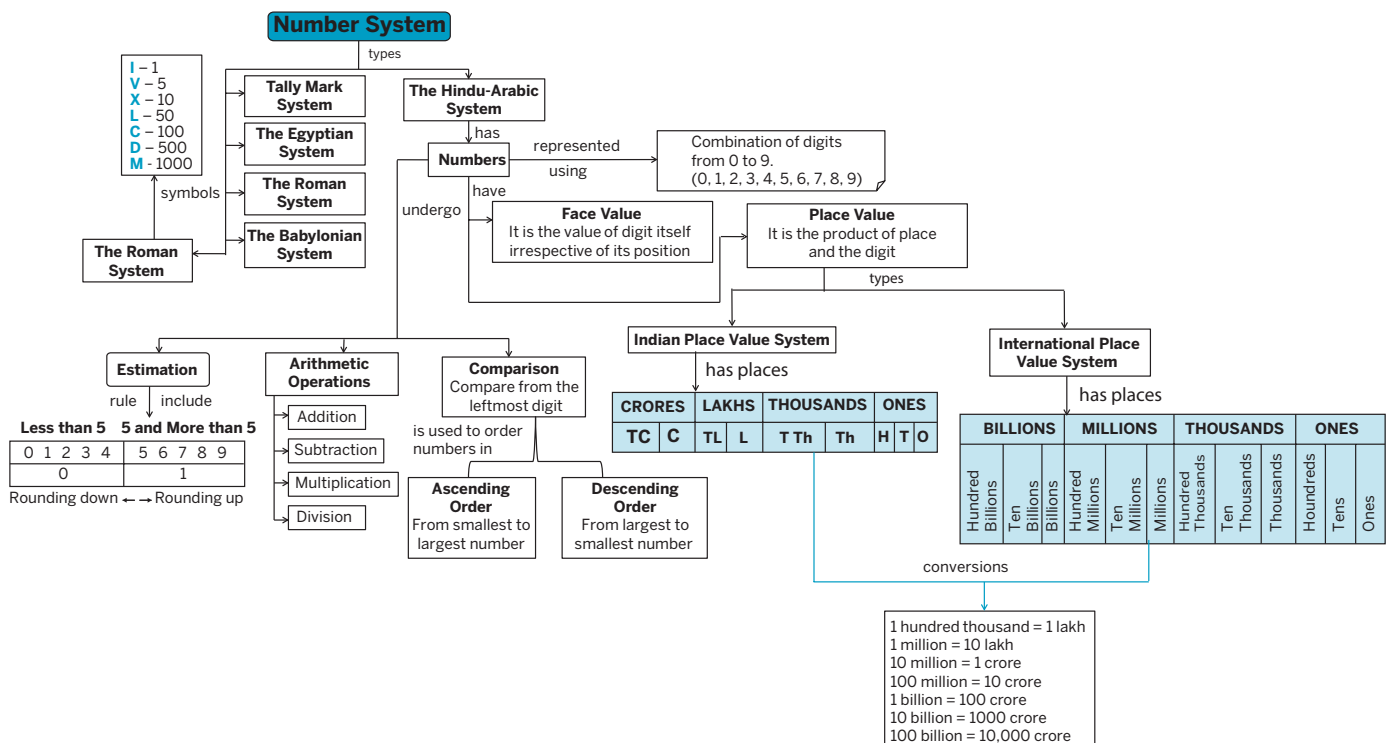 Number System
types
I – 1
V – 5
X – 10
L – 50
C – 100
D – 500
M - 1000
symbols
The Roman
System
Tally Mark
System
The Egyptian
System
The Roman
System
The Babylonian
System
The Hindu-Arabic
System
has
Numbers
represented
using
Combination of digits
from 0 to 9.
(0, 1, 2, 3, 4, 5, 6, 7, 8, 9)
have
undergo
Face Value
It is the value of digit itself
irrespective of its position
Place Value
It is the product of place
and the digit
types
Estimation
rule include
Less than 5 5 and More than 5
0 1 2 3 4 5 6 7 8 9
0 1
Rounding down ← → Rounding up
Arithmetic
Operations
Addition
Subtraction
Multiplication
Division
Comparison
Compare from the
leftmost digit
is used to order
numbers in
Ascending
Order
From smallest to
largest number
Descending
Order
From largest to
smallest number
Indian Place Value System
has places
CRORES LAKHS THOUSANDS ONES
TC C TL L T Th Th H T O
International Place
Value System
has places
BILLIONS MILLIONS THOUSANDS ONES
Hundred
Billions
Ten
Billions
Billions
Hundred
Millions
Ten
Millions
Millions
Hundred
Thousands
Ten
Thousands
Thousands
Houndreds
Tens
Ones
conversions
1 hundred thousand = 1 lakh
1 million = 10 lakh
10 million = 1 crore
100 million = 10 crore
1 billion = 100 crore
10 billion = 1000 crore
100 billion = 10,000 crore